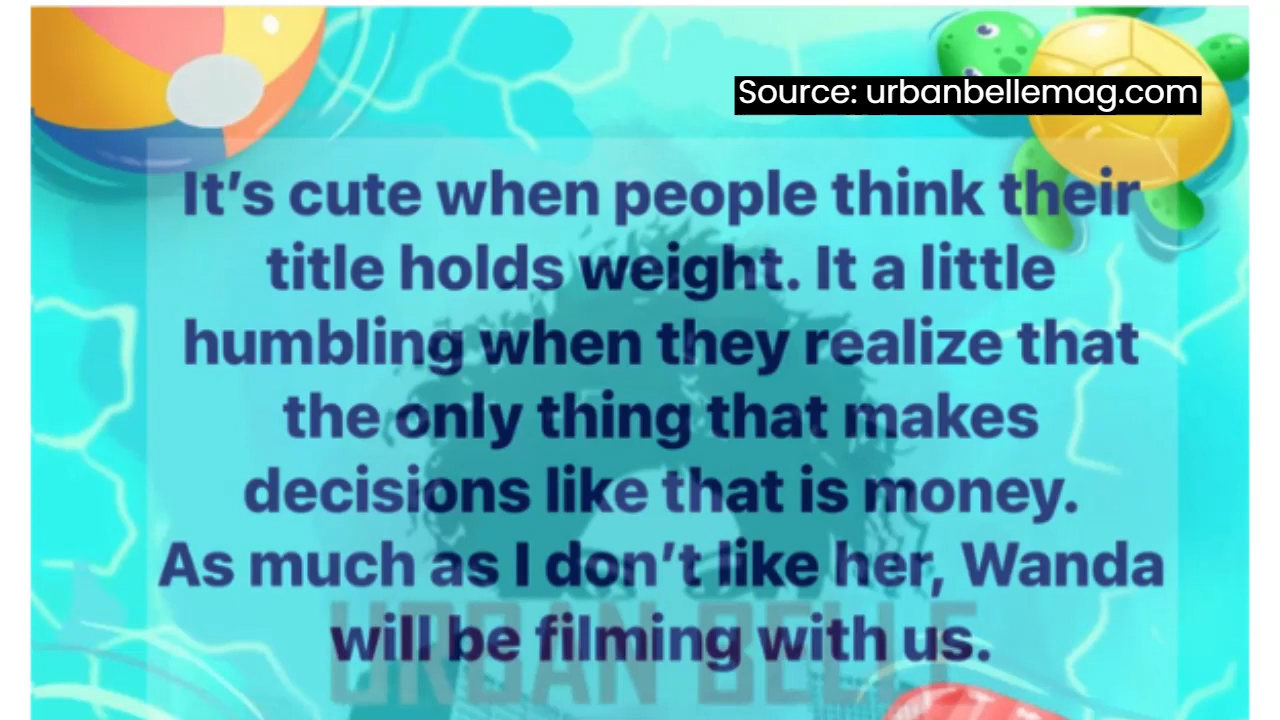 Source: urbanbellemag.com
It’s cute when people think their
title holds weight. It a little
humbling when they realize that
the only thing that makes
decisions like that is money.
As much as I don’t like her, Wanda
will be filming with us.
URBAN BELLE